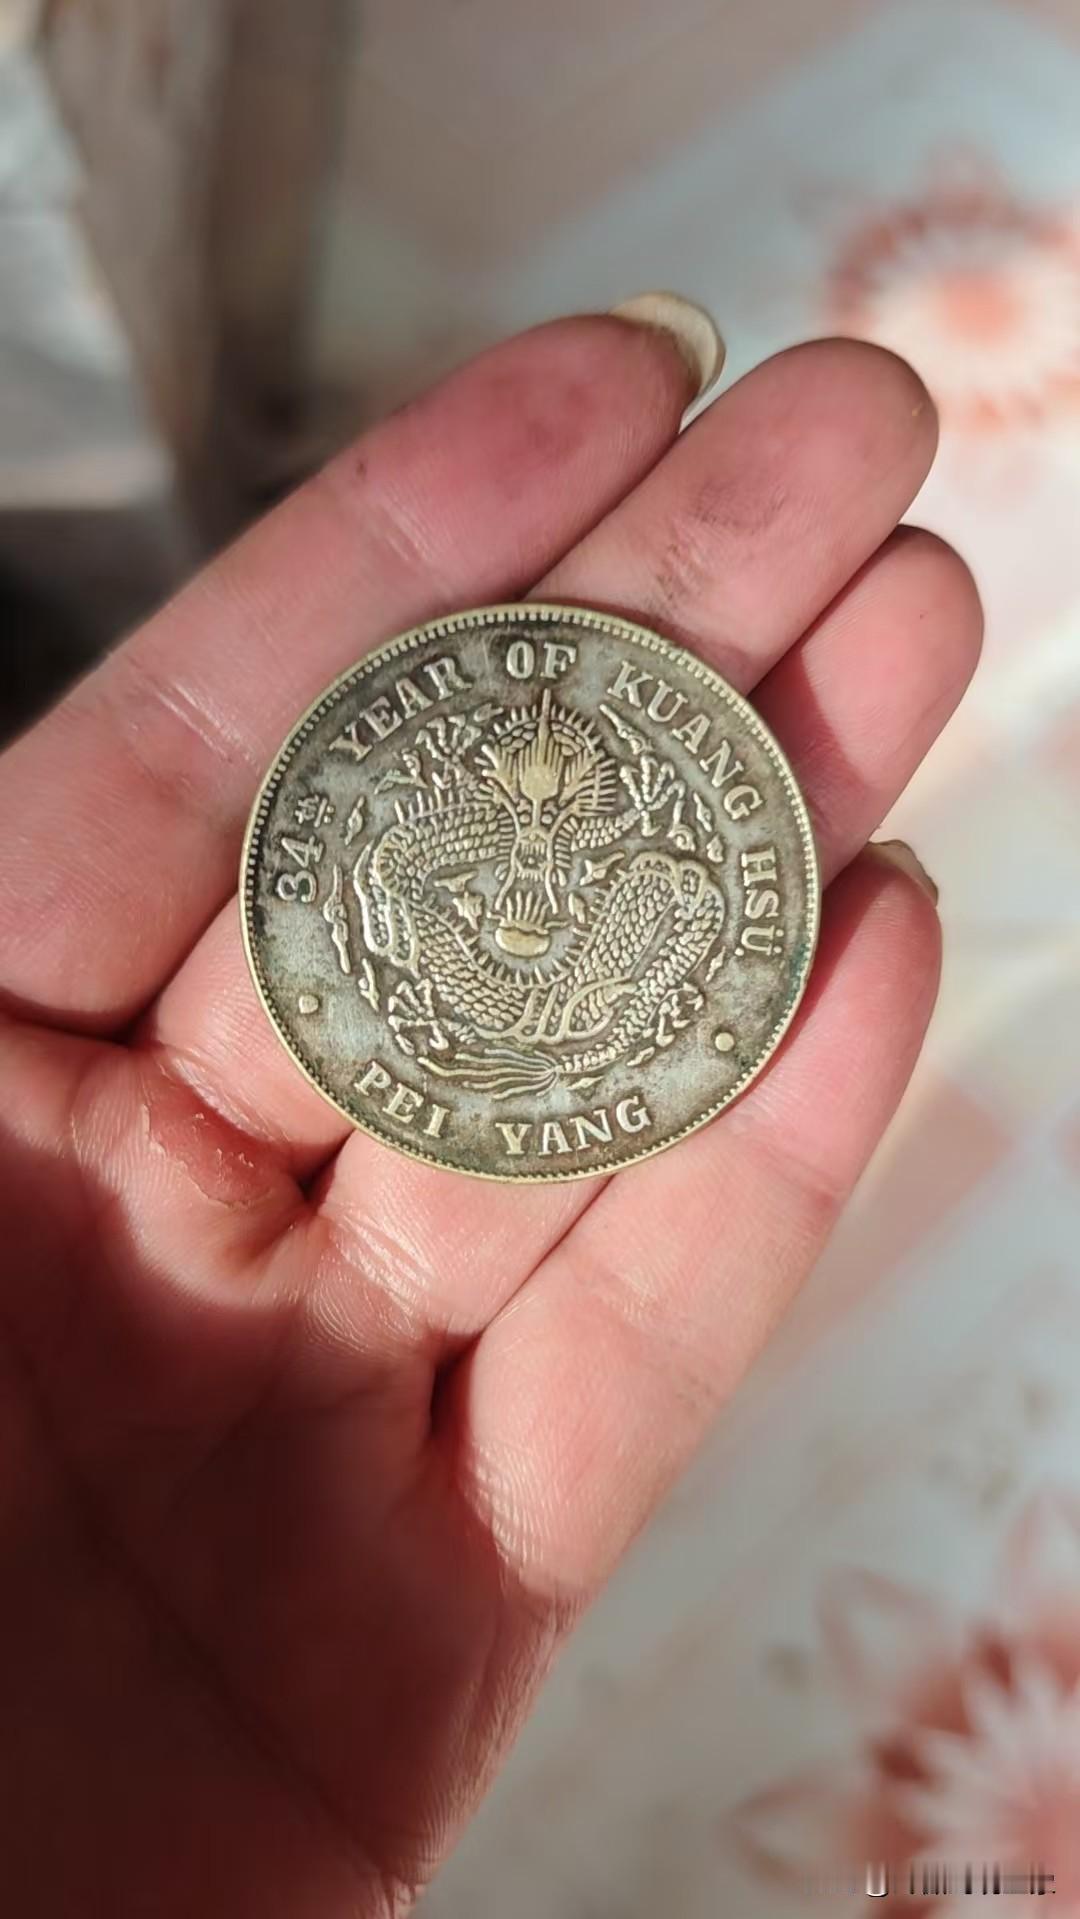 34th YEAR OF KUANG HSÜ
PEI YANG